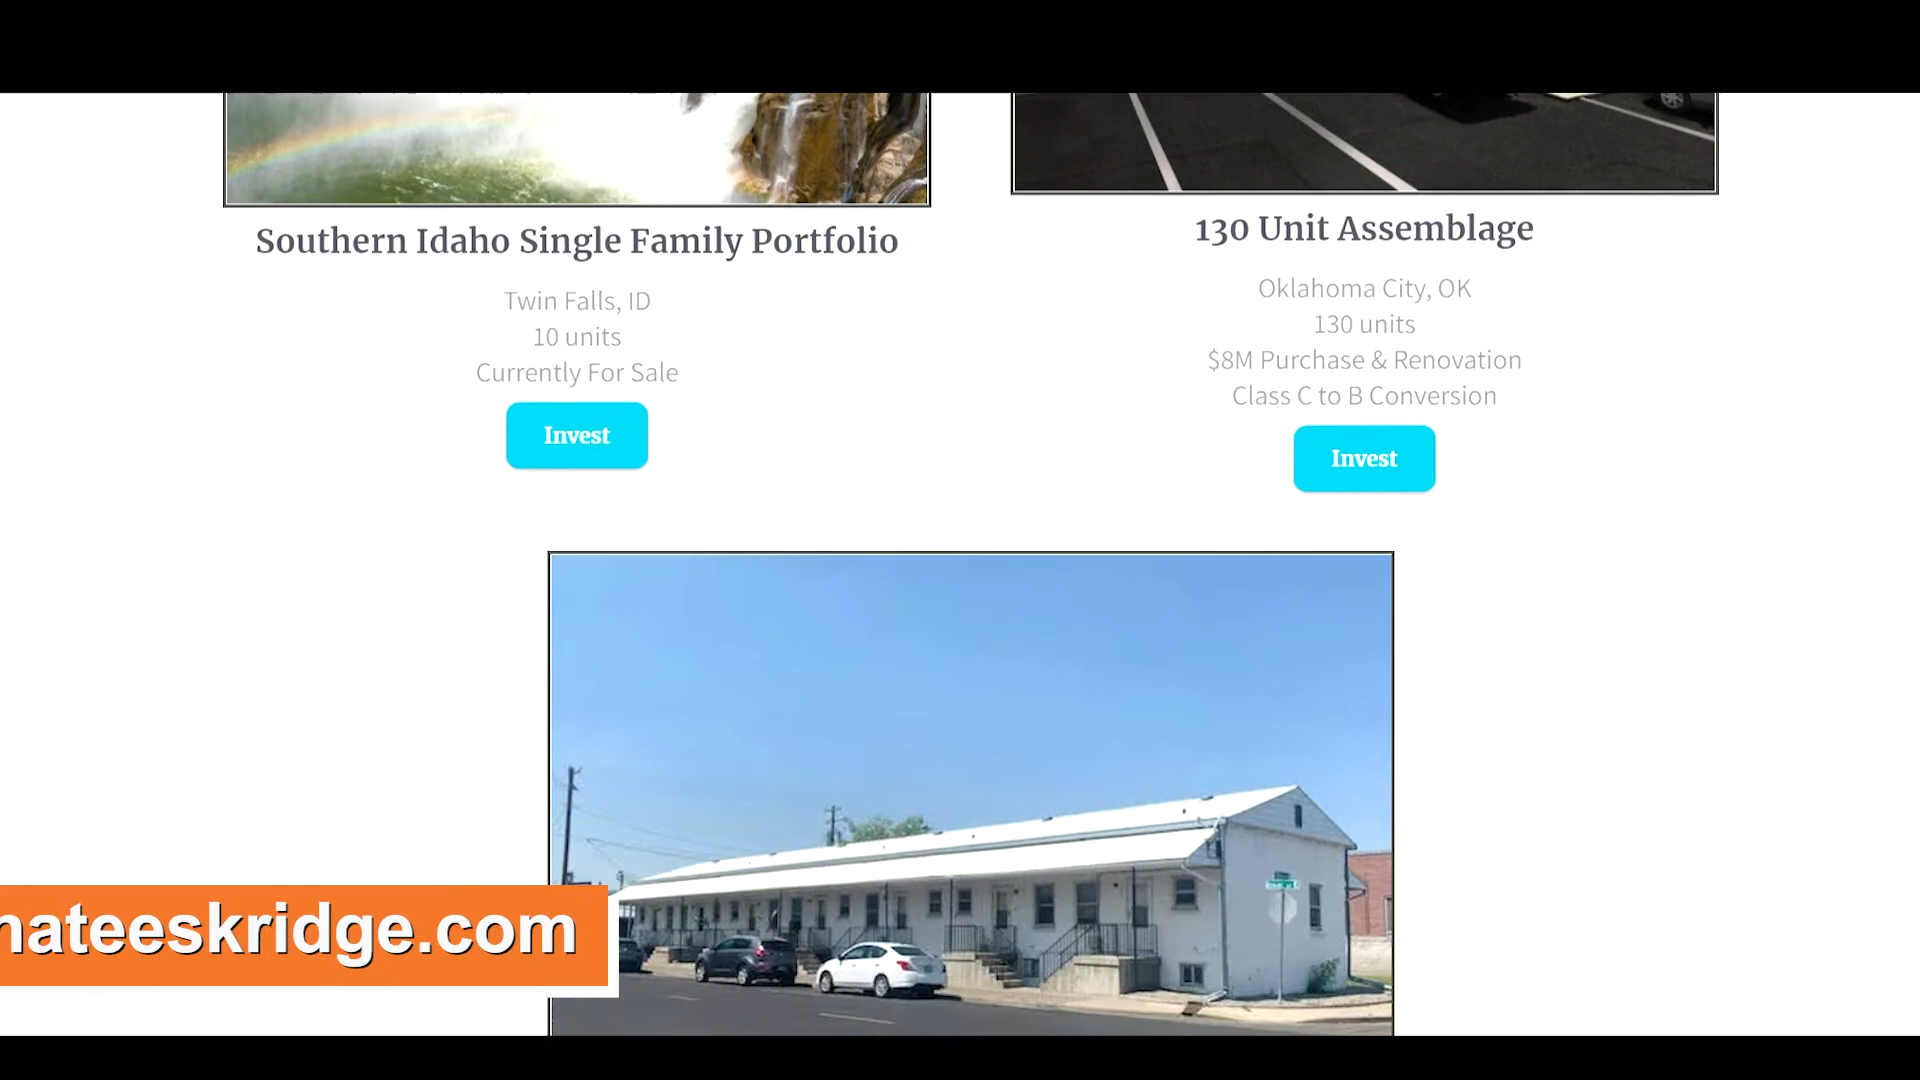 Southern Idaho Single Family Portfolio
Twin Falls, ID
10 units
Currently For Sale
Invest
130 Unit Assemblage
Oklahoma City, OK
130 units
$8M Purchase & Renovation
Class C to B Conversion
Invest
nateeskridge.com